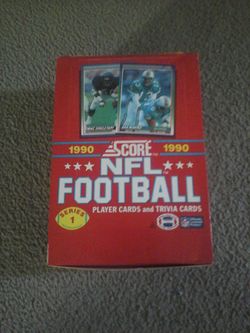 1990
SCORE
1990
NFL
FOOTBALL
SERIES
1
PLAYER CARDS and TRIVIA CARDS